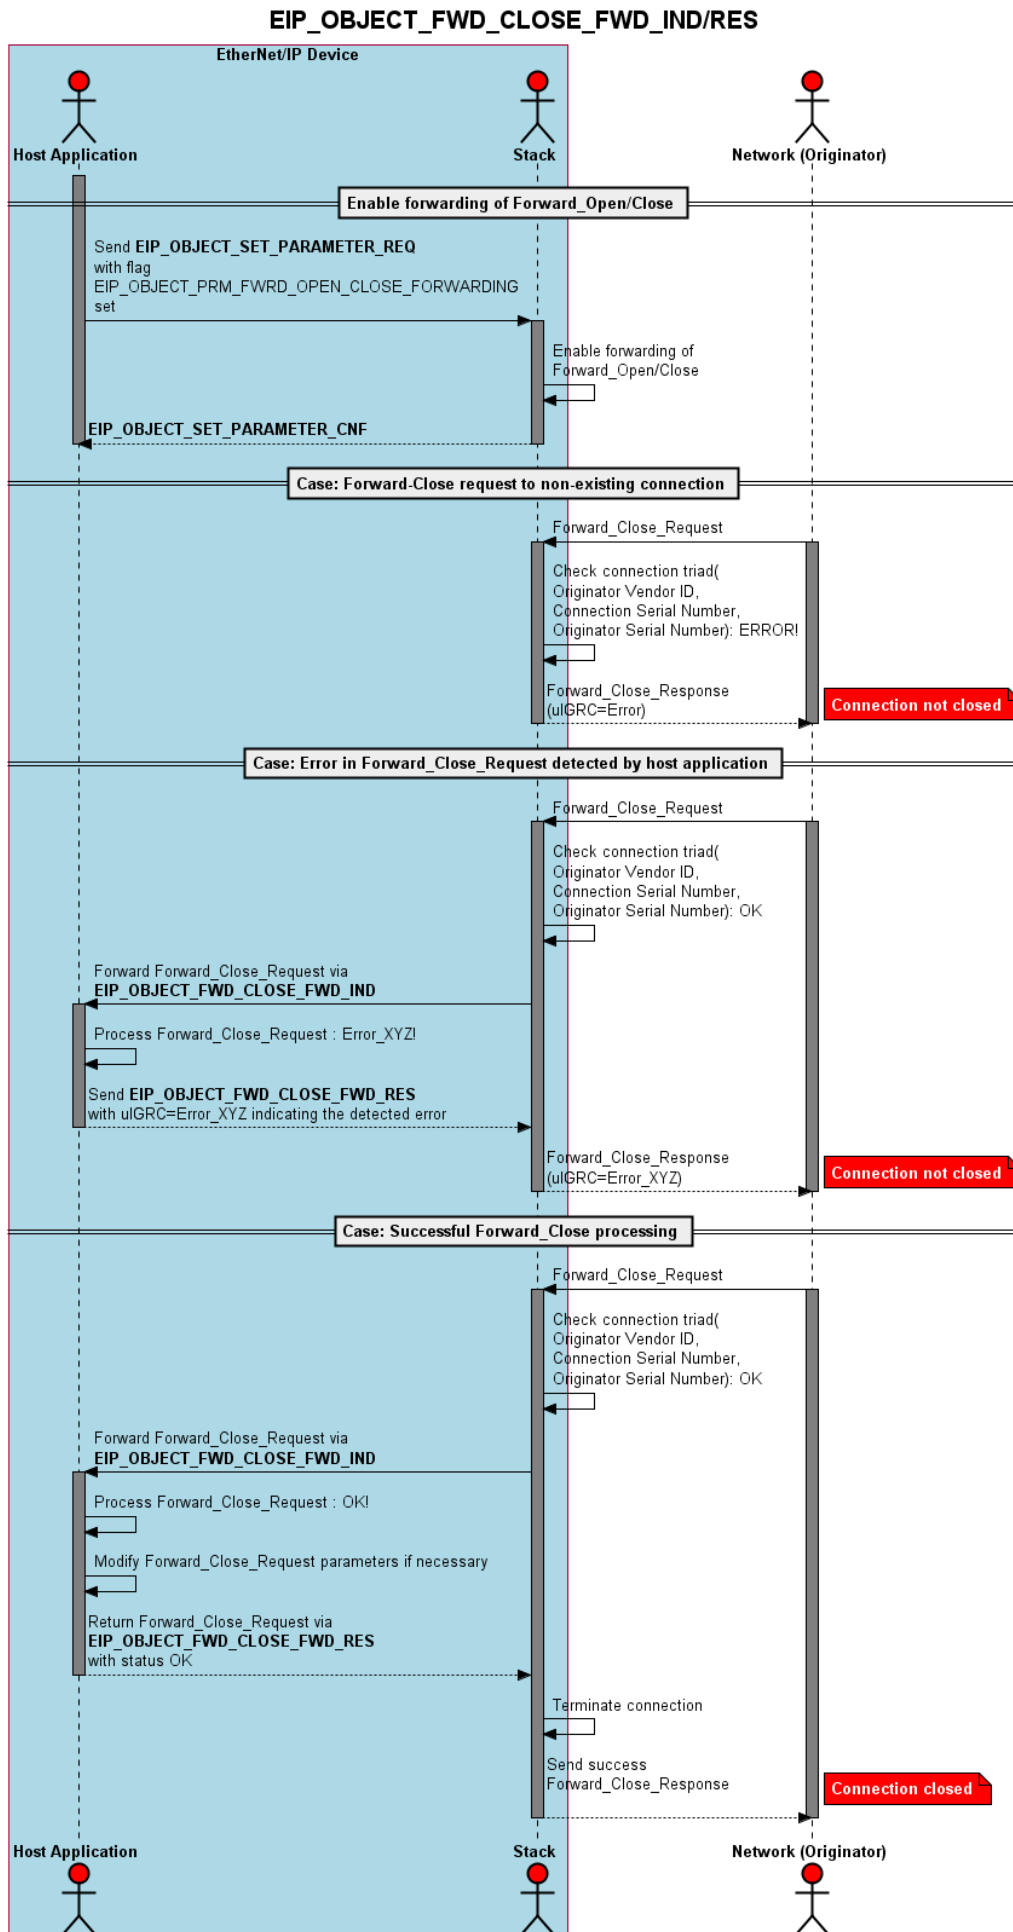 EIP_OBJECT_FWD_CLOSE_FWD_IND/RES
EtherNet/IP Device
Host Application
Stack
Network (Originator)
Enable forwarding of Forward_Open/Close
Send EIP_OBJECT_SET_PARAMETER_REQ
with flag
EIP_OBJECT_PRM_FWRD_OPEN_CLOSE_FORWARDING
set
Enable forwarding of
Forward_Open/Close
EIP_OBJECT_SET_PARAMETER_CNF
Case: Forward-Close request to non-existing connection
Forward_Close_Request
Check connection triad(
Originator Vendor ID,
Connection Serial Number,
Originator Serial Number): ERROR!
Forward_Close_Response
(ulGRC=Error)
Connection not closed
Case: Error in Forward_Close_Request detected by host application
Forward_Close_Request
Check connection triad(
Originator Vendor ID,
Connection Serial Number,
Originator Serial Number): OK
Forward Forward_Close_Request via
EIP_OBJECT_FWD_CLOSE_FWD_IND
Process Forward_Close_Request : Error_XYZ!
Send EIP_OBJECT_FWD_CLOSE_FWD_RES
with ulGRC=Error_XYZ indicating the detected error
Forward_Close_Response
(ulGRC=Error_XYZ)
Connection not closed
Case: Successful Forward_Close processing
Forward_Close_Request
Check connection triad(
Originator Vendor ID,
Connection Serial Number,
Originator Serial Number): OK
Forward Forward_Close_Request via
EIP_OBJECT_FWD_CLOSE_FWD_IND
Process Forward_Close_Request : OK!
Modify Forward_Close_Request parameters if necessary
Return Forward_Close_Request via
EIP_OBJECT_FWD_CLOSE_FWD_RES
with status OK
Terminate connection
Send success
Forward_Close_Response
Connection closed
Host Application
Stack
Network (Originator)